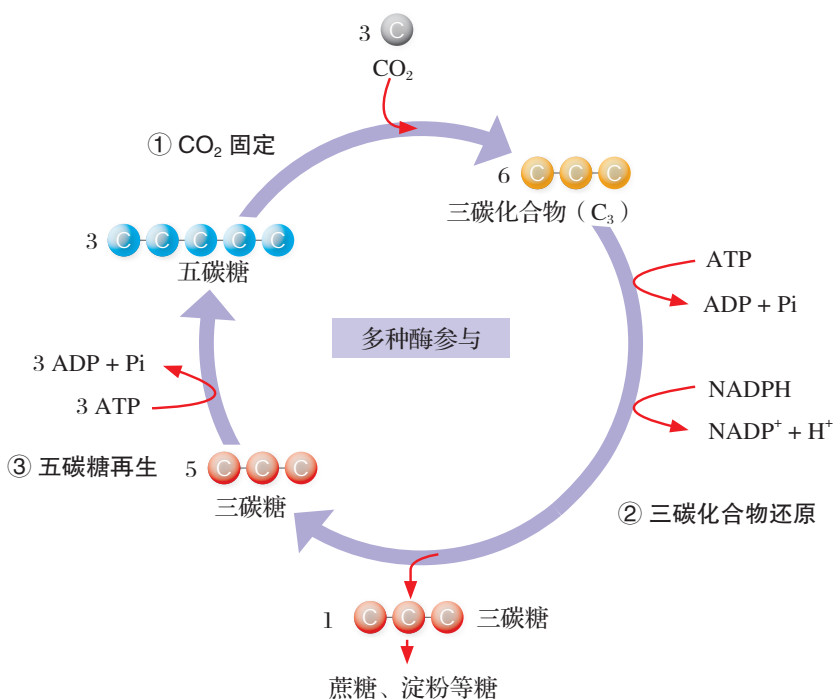 3 C
CO₂
① CO₂ 固定
6 C C C
三碳化合物（C₃）
3 C C C C C
五碳糖
ATP
ADP + Pi
多种酶参与
3 ADP + Pi
3 ATP
NADPH
NADP⁺ + H⁺
③ 五碳糖再生
5 C C C
三碳糖
② 三碳化合物还原
1 C C C 三碳糖
蔗糖、淀粉等糖